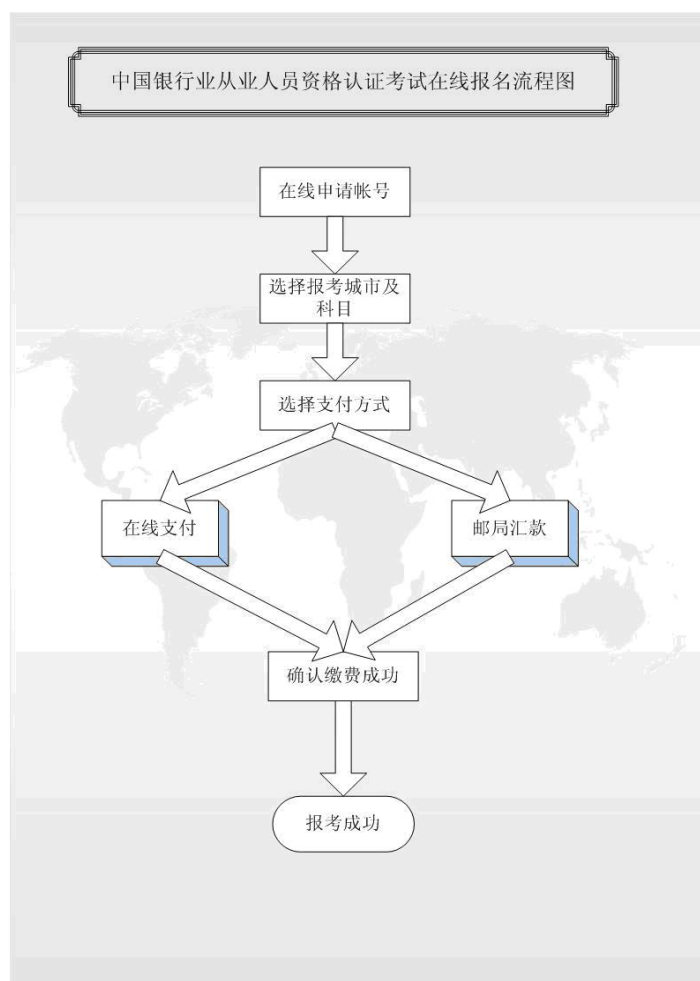 中国银行业从业人员资格认证考试在线报名流程图
在线申请帐号
选择报考城市及
科目
选择支付方式
在线支付
邮局汇款
确认缴费成功
报考成功